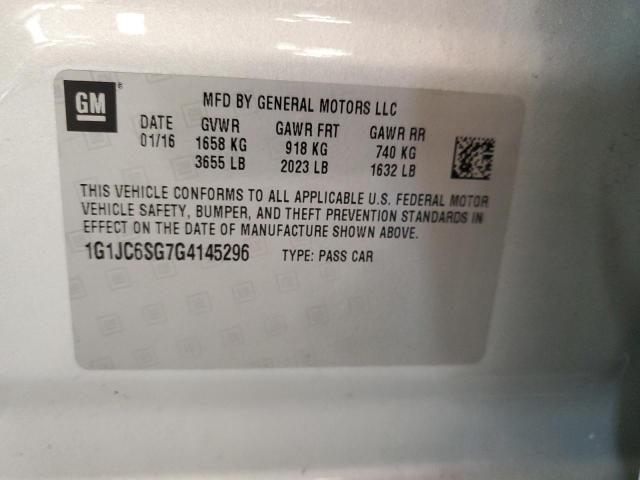 GM®
MFD BY GENERAL MOTORS LLC
DATE GVWR GAWR FRT GAWR RR
01/16 1658 KG 918 KG 740 KG
3655 LB 2023 LB 1632 LB
THIS VEHICLE CONFORMS TO ALL APPLICABLE U.S. FEDERAL MOTOR
VEHICLE SAFETY, BUMPER, AND THEFT PREVENTION STANDARDS IN
EFFECT ON THE DATE OF MANUFACTURE SHOWN ABOVE.
1G1JC6SG7G4145296 TYPE: PASS CAR